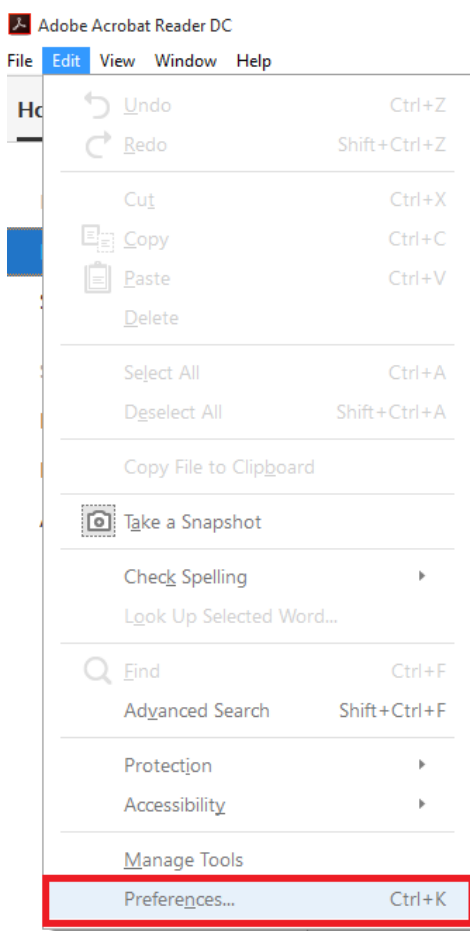 Adobe Acrobat Reader DC
File Edit View Window Help
Undo Ctrl+Z
Redo Shift+Ctrl+Z
Cut Ctrl+X
Copy Ctrl+C
Paste Ctrl+V
Delete
Select All Ctrl+A
Deselect All Shift+Ctrl+A
Copy File to Clipboard
Take a Snapshot
Check Spelling
Look Up Selected Word...
Find Ctrl+F
Advanced Search Shift+Ctrl+F
Protection
Accessibility
Manage Tools
Preferences... Ctrl+K